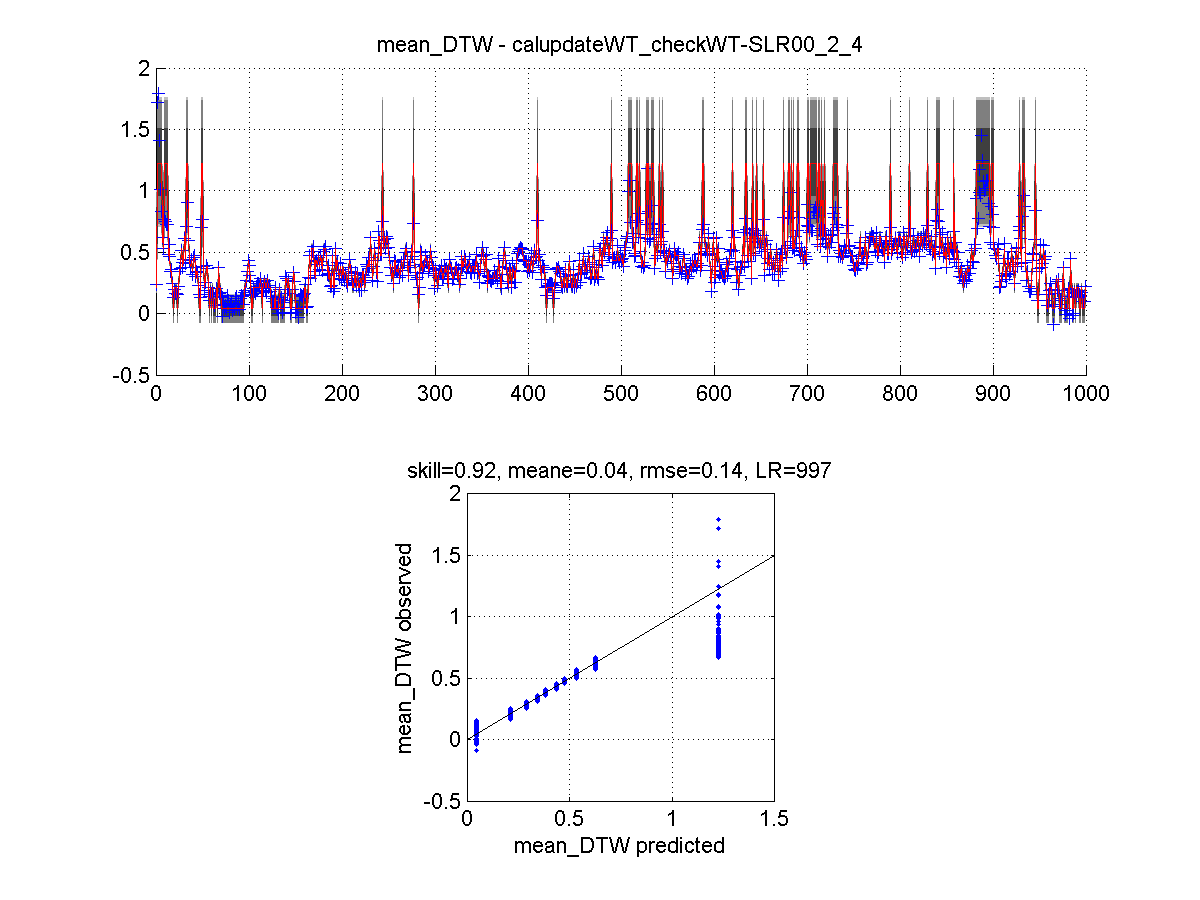 mean_DTW - calupdateWT_checkWT-SLR00_2_4
2
1.5
1
0.5
0
-0.5
0 100 200 300 400 500 600 700 800 900 1000
skill=0.92, meane=0.04, rmse=0.14, LR=997
mean_DTW observed
2
1.5
1
0.5
0
-0.5
0 0.5 1 1.5
mean_DTW predicted